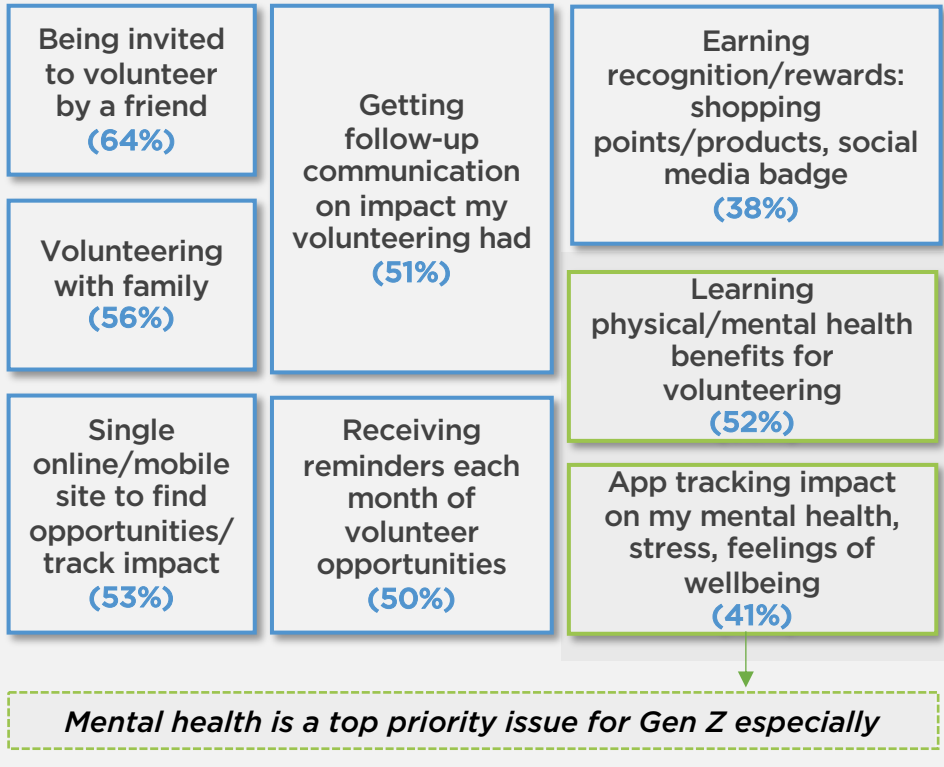 Being invited
to volunteer
by a friend
(64%)
Volunteering
with family
(56%)
Single
online/mobile
site to find
opportunities/
track impact
(53%)
Getting
follow-up
communication
on impact my
volunteering had
(51%)
Receiving
reminders each
month of
volunteer
opportunities
(50%)
Earning
recognition/rewards:
shopping
points/products, social
media badge
(38%)
Learning
physical/mental health
benefits for
volunteering
(52%)
App tracking impact
on my mental health,
stress, feelings of
wellbeing
(41%)
Mental health is a top priority issue for Gen Z especially